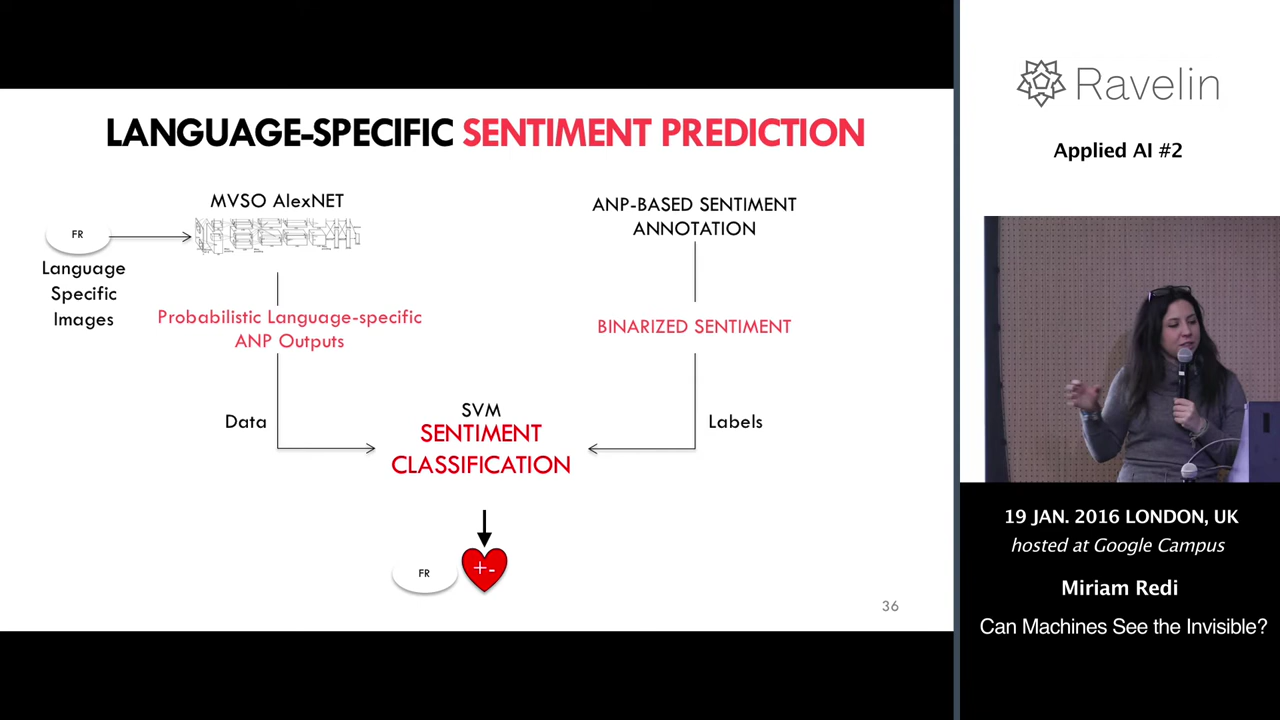 LANGUAGE-SPECIFIC SENTIMENT PREDICTION
MVSO AlexNET
FR
Language
Specific
Images
Probabilistic Language-specific
ANP Outputs
Data
ANP-BASED SENTIMENT
ANNOTATION
BINARIZED SENTIMENT
Labels
SVM
SENTIMENT
CLASSIFICATION
FR
+-
36
Ravelin
Applied AI #2
19 JAN. 2016 LONDON, UK
hosted at Google Campus
Miriam Redi
Can Machines See the Invisible?